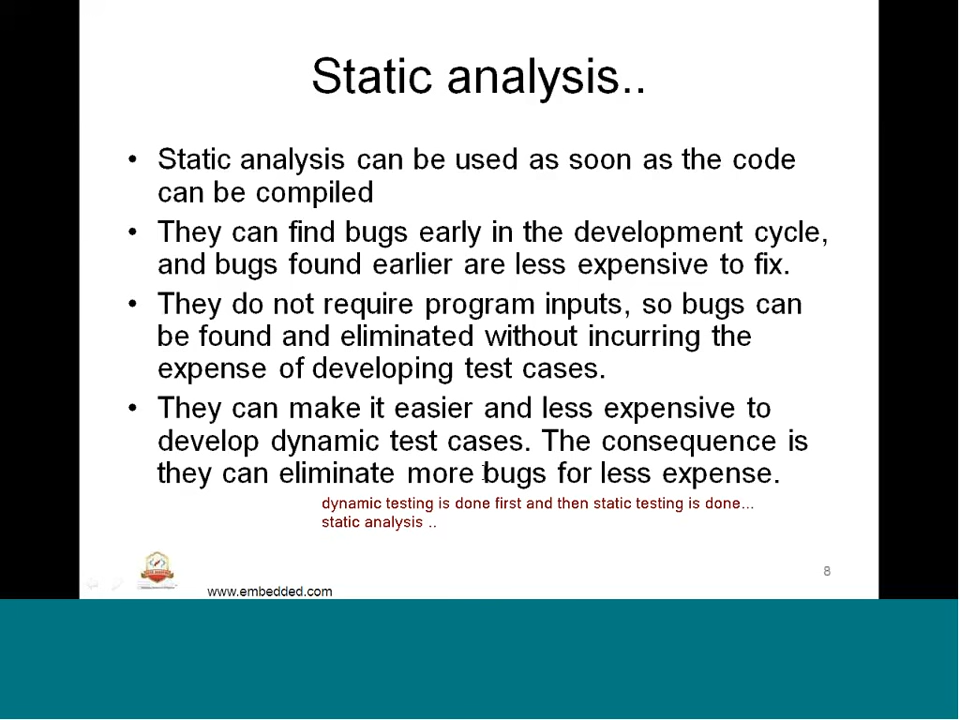 Static analysis..
• Static analysis can be used as soon as the code
can be compiled
• They can find bugs early in the development cycle,
and bugs found earlier are less expensive to fix.
• They do not require program inputs, so bugs can
be found and eliminated without incurring the
expense of developing test cases.
• They can make it easier and less expensive to
develop dynamic test cases. The consequence is
they can eliminate more bugs for less expense.
dynamic testing is done first and then static testing is done...
static analysis ..
8
www.embedded.com